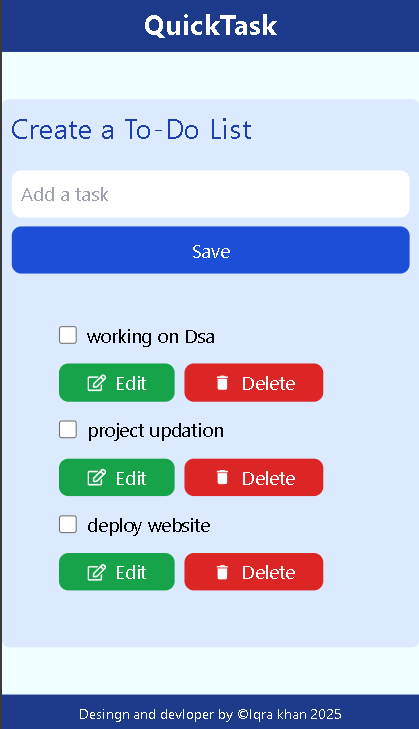 QuickTask
Create a To-Do List
Add a task
Save
working on Dsa
Edit Delete
project updation
Edit Delete
deploy website
Edit Delete
Desingn and devloper by ©Iqra khan 2025